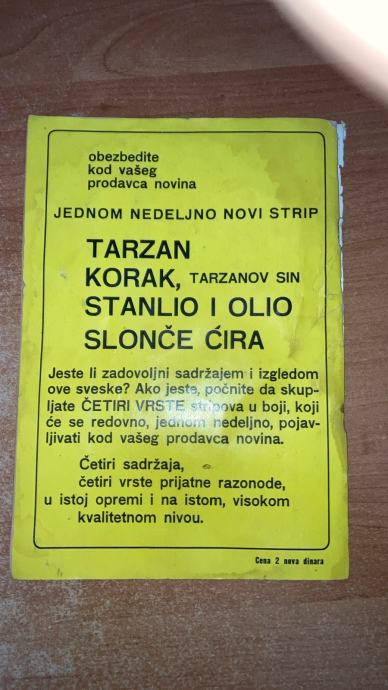 obezbedite
kod vašeg
prodavca novina
JEDNOM NEDELJNO NOVI STRIP
TARZAN
KORAK, TARZANOV SIN
STANLIO I OLIO
SLONČE ĆIRA
Jeste li zadovoljni sadržajem i izgledom
ove sveske? Ako jeste, počnite da skup-
ljate ČETIRI VRSTE stripova u boji, koji
će se redovno, jednom nedeljno, pojav-
ljivati kod vašeg prodavca novina.
Četiri sadržaja,
četiri vrste prijatne razonode,
u istoj opremi i na istom, visokom
kvalitetnom nivou.
Cena 2 nova dinara